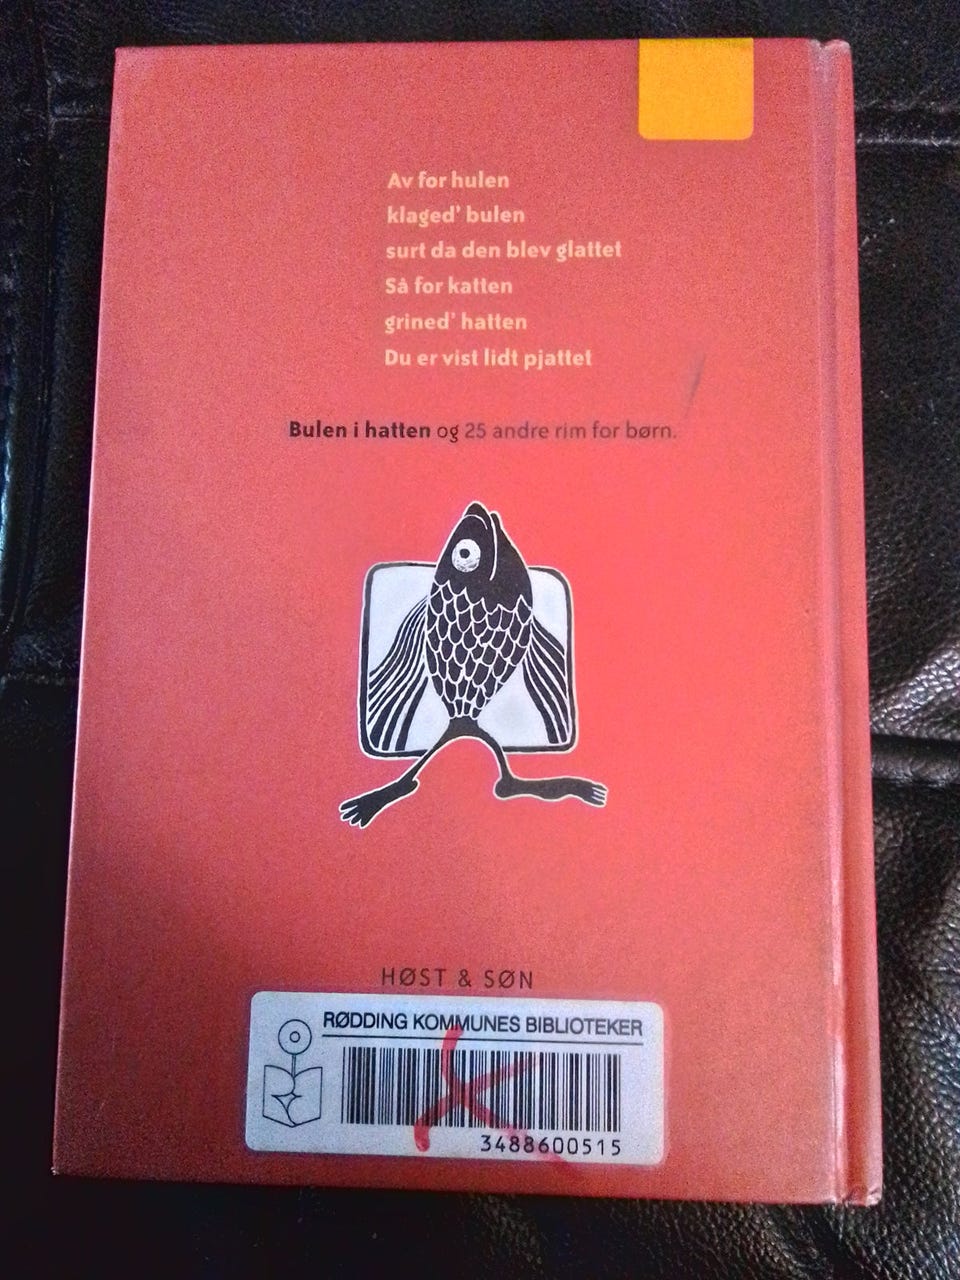 Av for hulen
klaged' bulen
surt da den blev glattet
Så for katten
grined' hatten
Du er vist lidt pjattet
Bulen i hatten og 25 andre rim for børn.
HØST & SØN
RØDDING KOMMUNES BIBLIOTEKER
3488600515